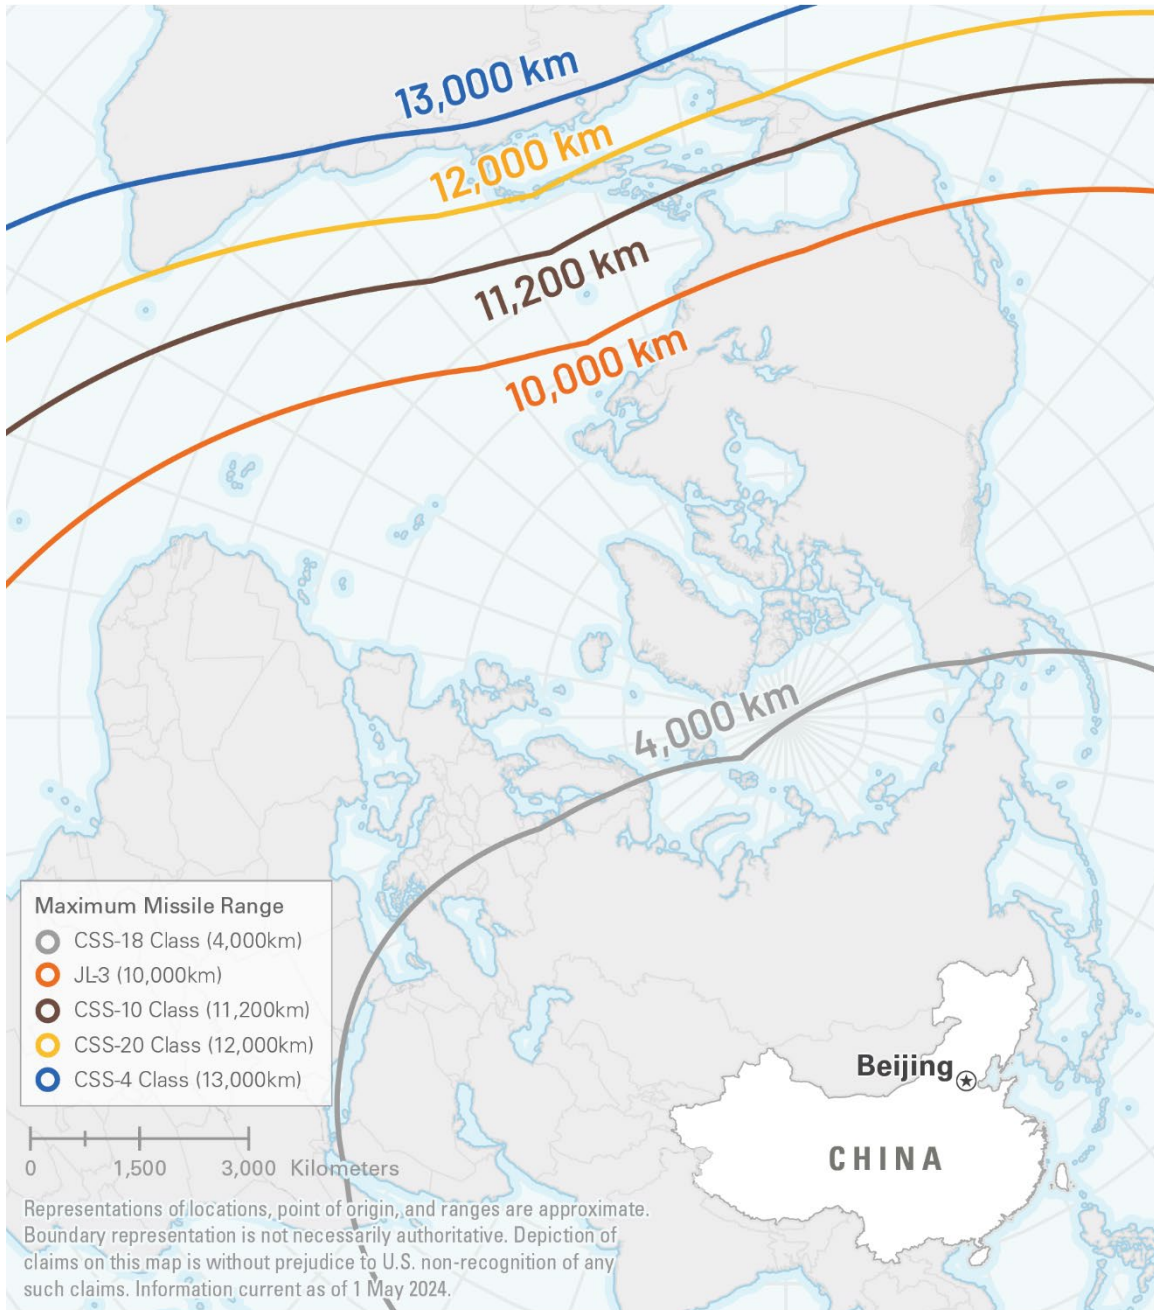 13,000 km
12,000 km
11,200 km
10,000 km
4,000 km
Maximum Missile Range
CSS-18 Class (4,000km)
JL-3 (10,000km)
CSS-10 Class (11,200km)
CSS-20 Class (12,000km)
CSS-4 Class (13,000km)
Beijing
CHINA
0 1,500 3,000 Kilometers
Representations of locations, point of origin, and ranges are approximate.
Boundary representation is not necessarily authoritative. Depiction of
claims on this map is without prejudice to U.S. non-recognition of any
such claims. Information current as of 1 May 2024.